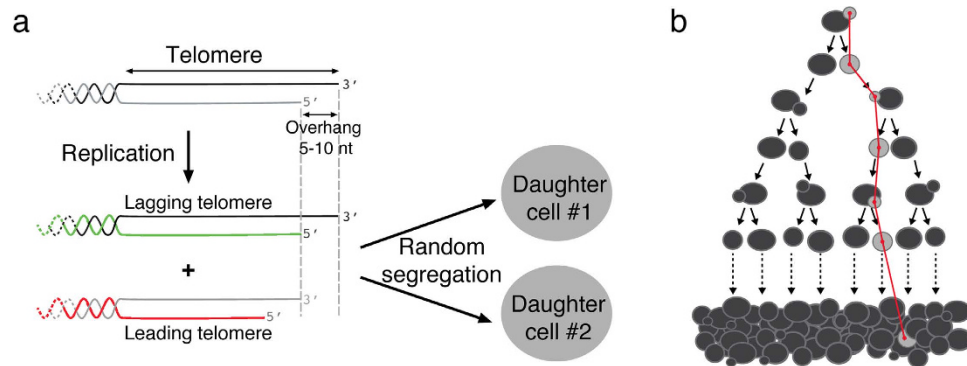 a
b
Telomere
3’
5’
Overhang
5-10 nt
Replication
Lagging telomere
3’
5’
+
3’
5’
Leading telomere
Random
segregation
Daughter
cell #1
Daughter
cell #2